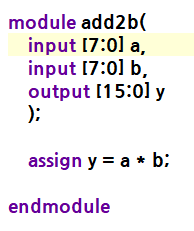 module add2b(
input [7:0] a,
input [7:0] b,
output [15:0] y
);
assign y = a * b;
endmodule